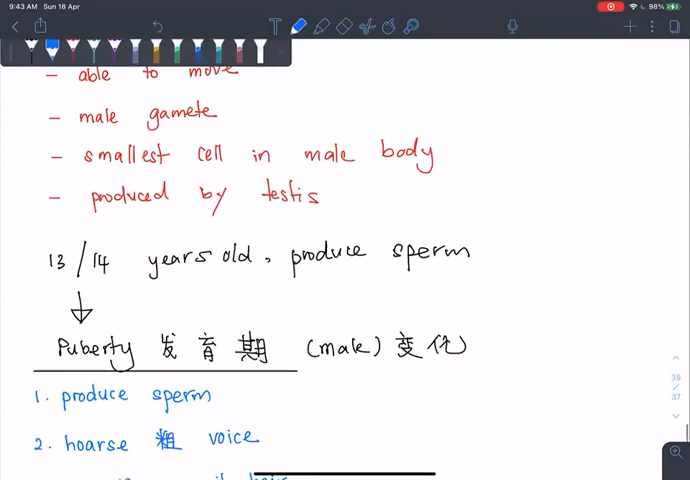 9:43 AM Sun 18 Apr
98%
- able to move
- male gamete
- smallest cell in male body
- produced by testis
13/14 years old, produce sperm
↓
Puberty 发育期 (male) 变化
1. produce sperm
2. hoarse 粗 voice
36
/
37